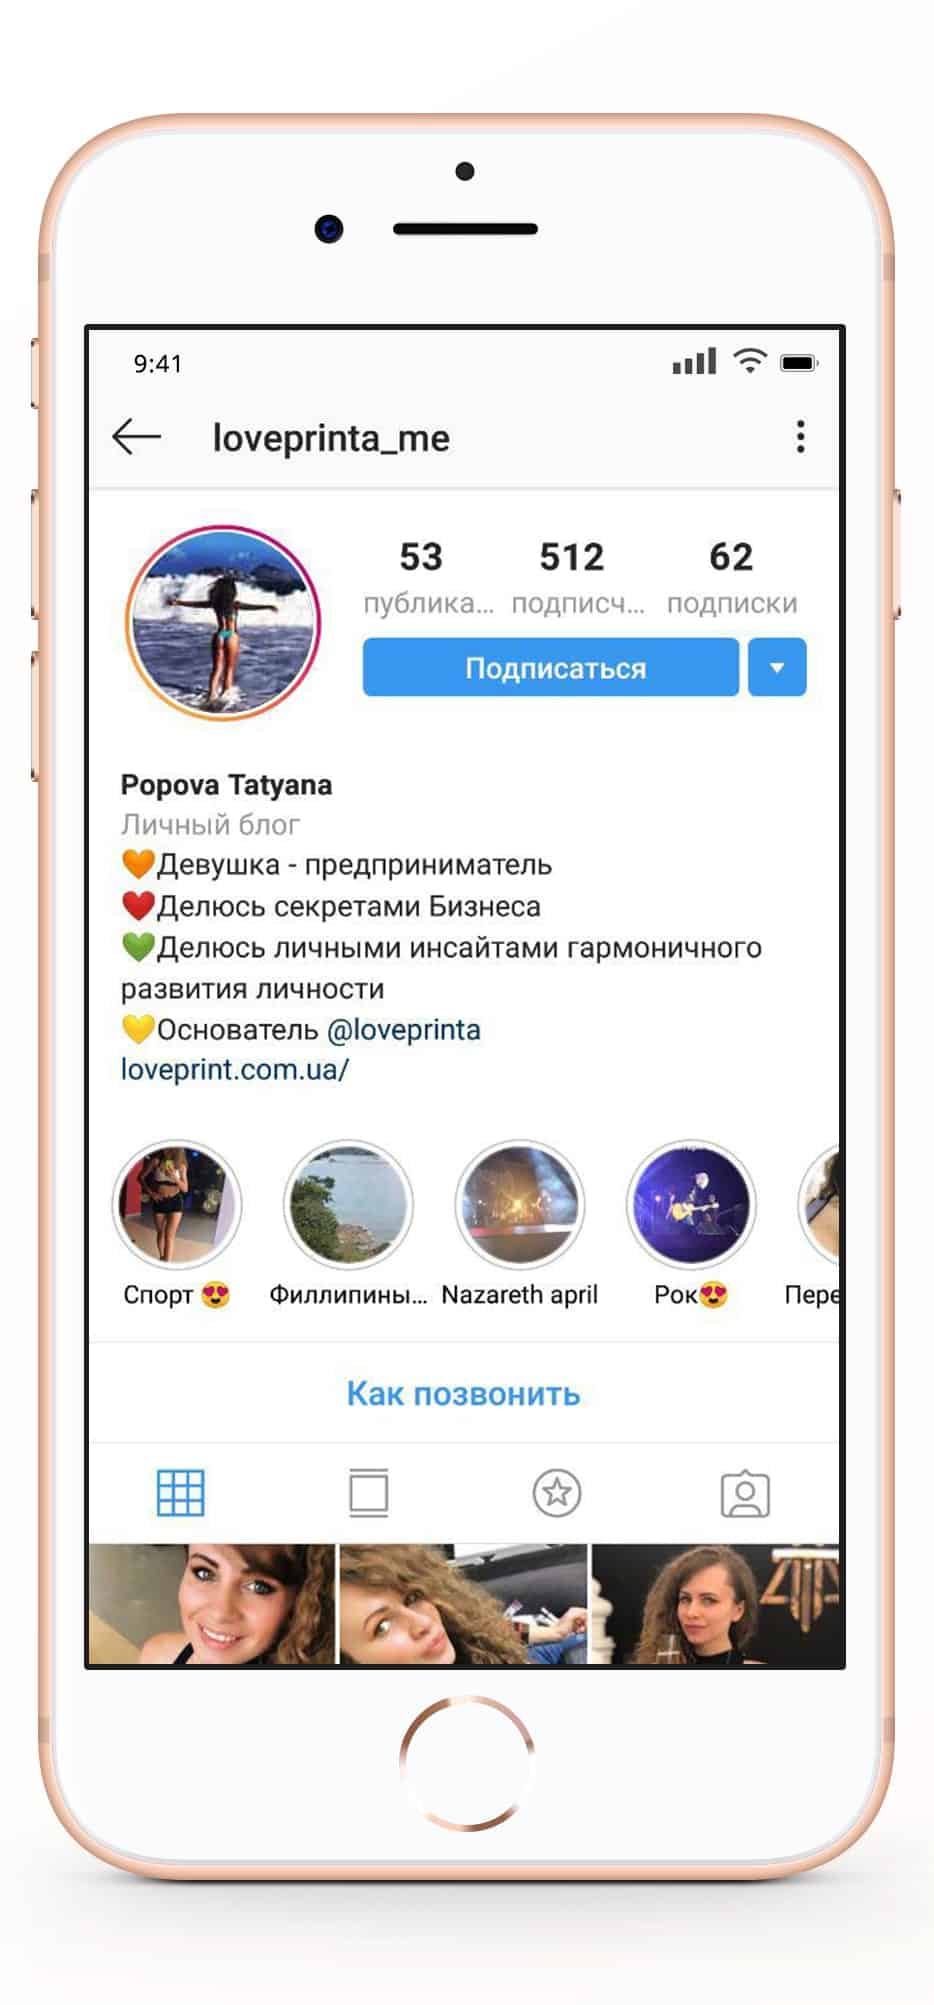 9:41
loveprinta_me
53 512 62
публика... подписч... подписки
Подписаться
Popova Tatyana
Личный блог
🧡Девушка - предприниматель
❤️Делюсь секретами Бизнеса
💚Делюсь личными инсайтами гармоничного
развития личности
💛Основатель @loveprinta
loveprint.com.ua/
Спорт 😍 Филлипины... Nazareth april Рок😍 Пере
Как позвонить